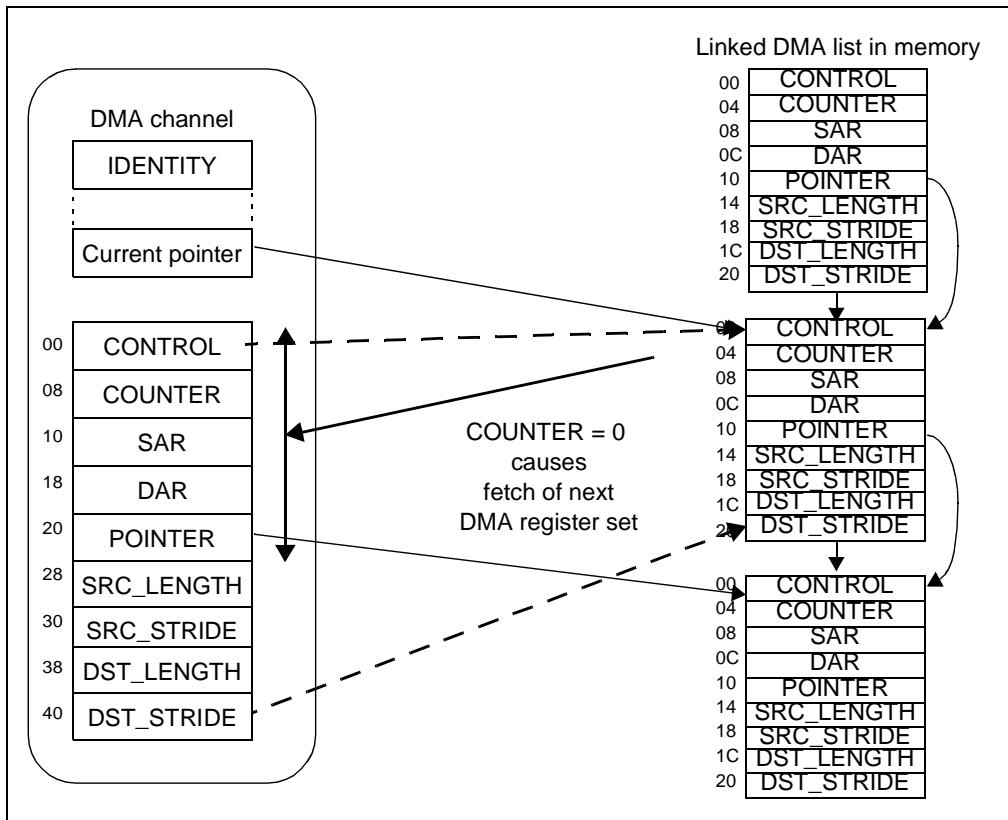 Linked DMA list in memory
DMA channel
IDENTITY
Current pointer
00 CONTROL
08 COUNTER
10 SAR
18 DAR
20 POINTER
28 SRC_LENGTH
30 SRC_STRIDE
38 DST_LENGTH
40 DST_STRIDE
COUNTER = 0
causes
fetch of next
DMA register set
00 CONTROL
04 COUNTER
08 SAR
0C DAR
10 POINTER
14 SRC_LENGTH
18 SRC_STRIDE
1C DST_LENGTH
20 DST_STRIDE
CONTROL
04 COUNTER
08 SAR
0C DAR
10 POINTER
14 SRC_LENGTH
18 SRC_STRIDE
1C DST_LENGTH
20 DST_STRIDE
00 CONTROL
04 COUNTER
08 SAR
0C DAR
10 POINTER
14 SRC_LENGTH
18 SRC_STRIDE
1C DST_LENGTH
20 DST_STRIDE